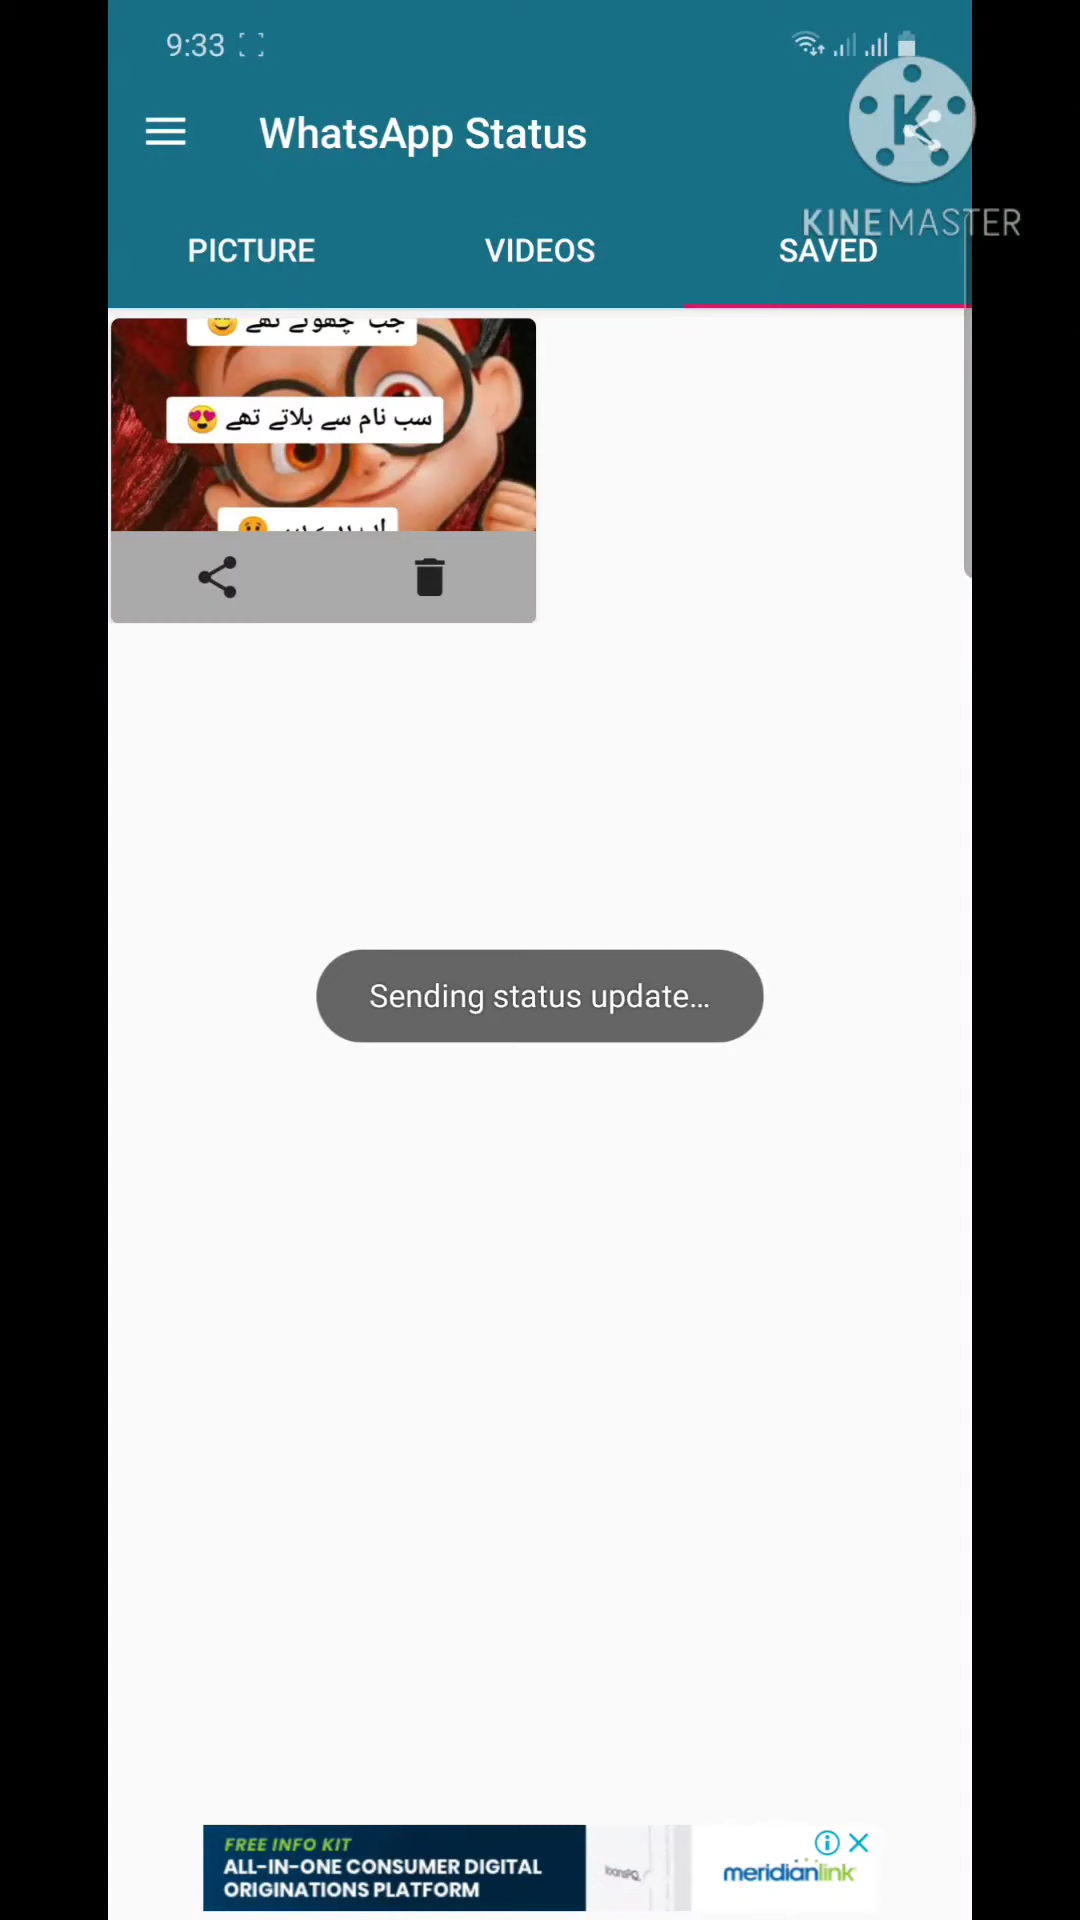 9:33
WhatsApp Status
KINEMASTER
PICTURE
VIDEOS
SAVED
جب چھوٹے تھے 😊
سب نام سے بلاتے تھے 😍
Sending status update...
FREE INFO KIT
ALL-IN-ONE CONSUMER DIGITAL
ORIGINATIONS PLATFORM
meridianlink